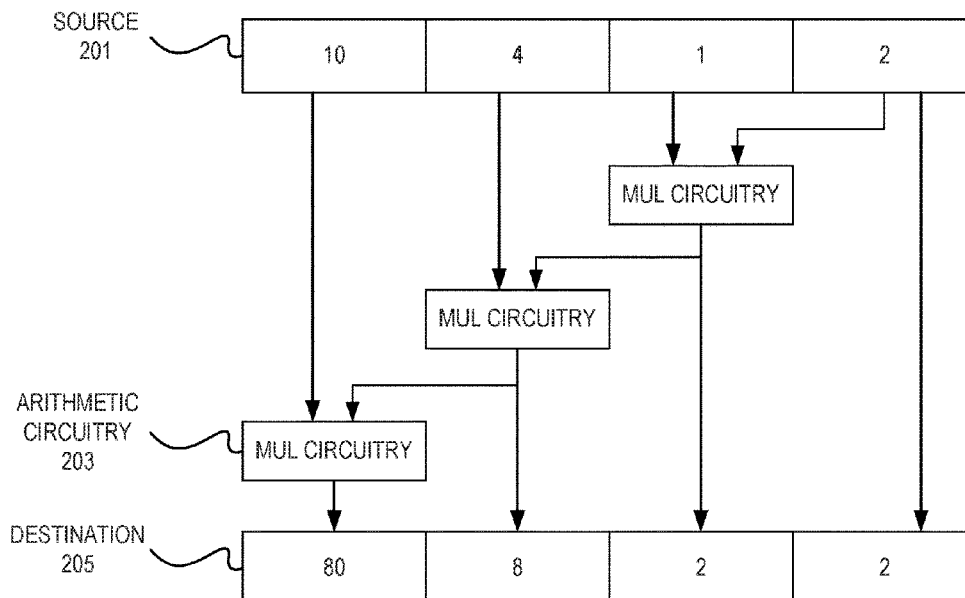 SOURCE
201
10 4 1 2
MUL CIRCUITRY
MUL CIRCUITRY
ARITHMETIC
CIRCUITRY
203
MUL CIRCUITRY
DESTINATION
205
80 8 2 2